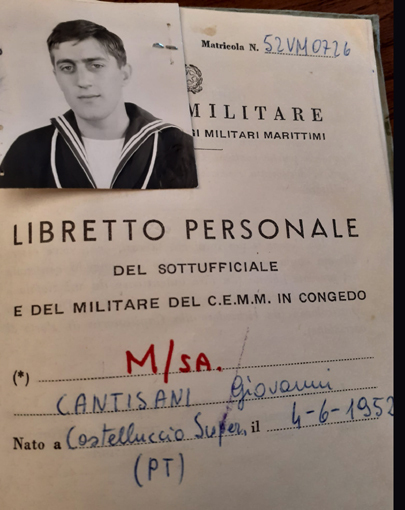 Matricola N. 52VM0726
MILITARE
GI MILITARI MARITTIMI
LIBRETTO PERSONALE
DEL SOTTUFFICIALE
E DEL MILITARE DEL C.E.M.M. IN CONGEDO
(*) M/SA.
CANTISANI Giovanni
Nato a Castelluccio Super. il 4-6-1952
(PT)